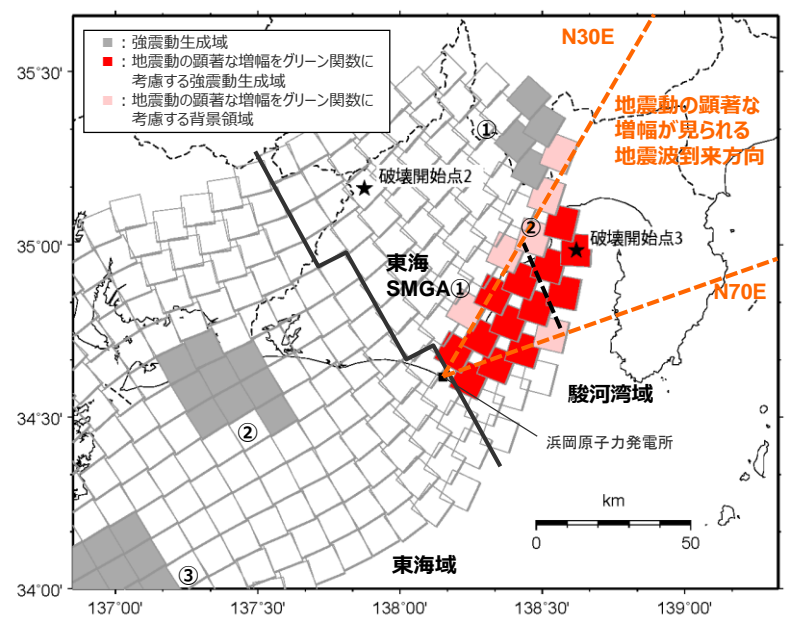 ■：強震動生成域
■：地震動の顕著な増幅をグリーン関数に
考慮する強震動生成域
■：地震動の顕著な増幅をグリーン関数に
考慮する背景領域
N30E
地震動の顕著な
増幅が見られる
地震波到来方向
①
破壊開始点2
②
破壊開始点3
東海
SMGA①
N70E
駿河湾域
浜岡原子力発電所
②
km
0
50
東海域
③
35°30'
35°00'
34°30'
34°00'
137°00'
137°30'
138°00'
138°30'
139°00'